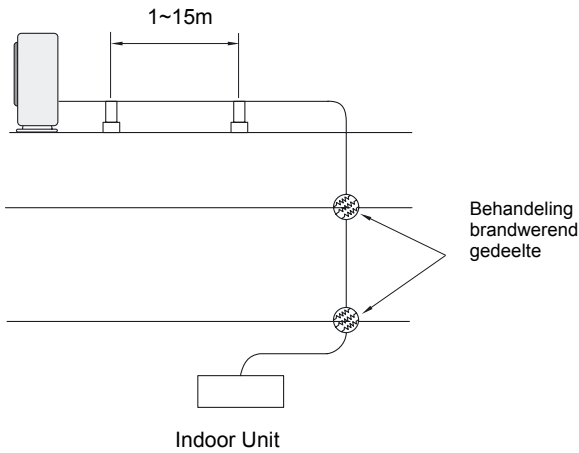 1~15m
Behandeling
brandwerend
gedeelte
Indoor Unit